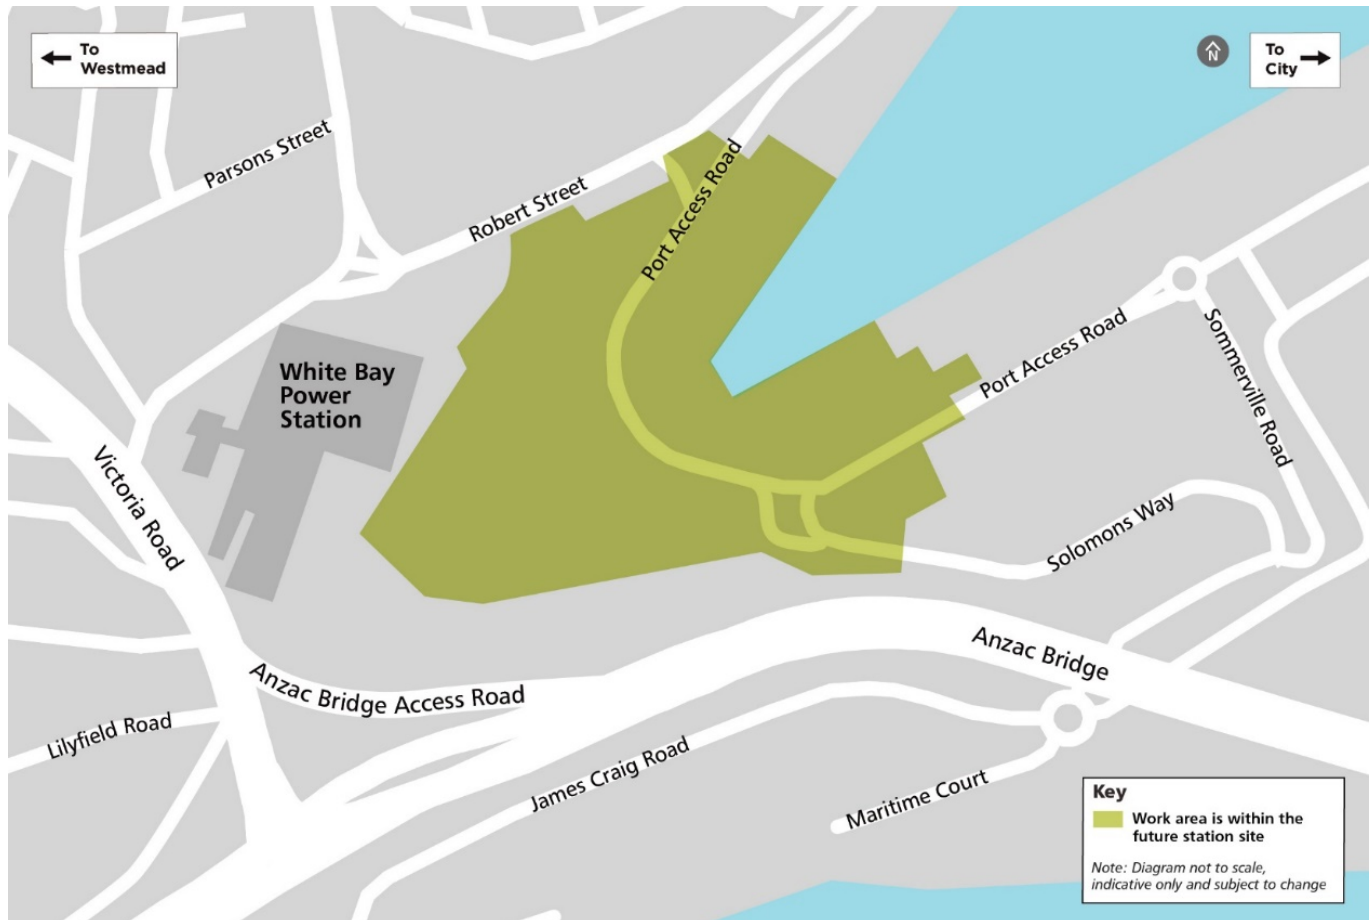 To
Westmead
N
To
City
Parsons Street
Robert Street
Port Access Road
White Bay
Power
Station
Port Access Road
Sommerville Road
Victoria Road
Solomons Way
Anzac Bridge
Anzac Bridge Access Road
Lilyfield Road
James Craig Road
Maritime Court
Key
Work area is within the
future station site
Note: Diagram not to scale,
indicative only and subject to change